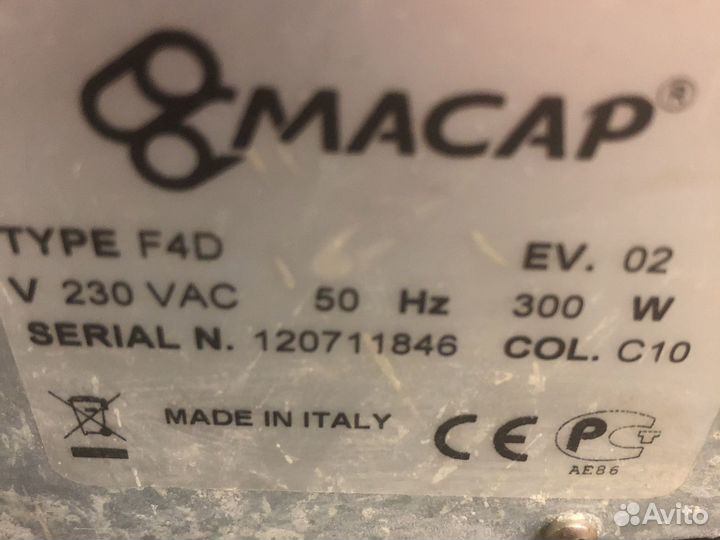 MACAP®
TYPE F4D EV. 02
V 230 VAC 50 Hz 300 W
SERIAL N. 120711846 COL. C10
MADE IN ITALY CE PCT
AE86
Avito